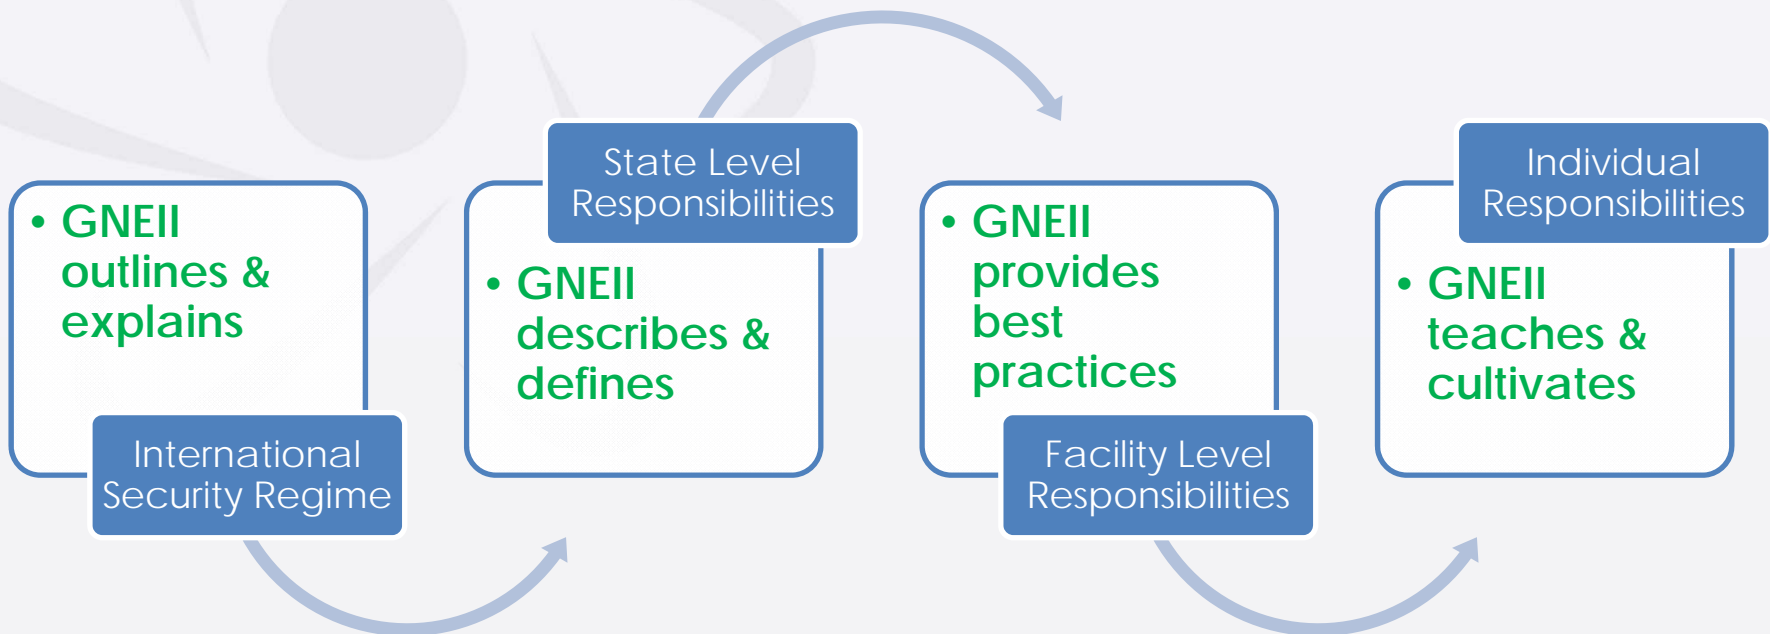 • GNEII
outlines &
explains
International
Security Regime
State Level
Responsibilities
• GNEII
describes &
defines
• GNEII
provides
best
practices
Facility Level
Responsibilities
Individual
Responsibilities
• GNEII
teaches &
cultivates